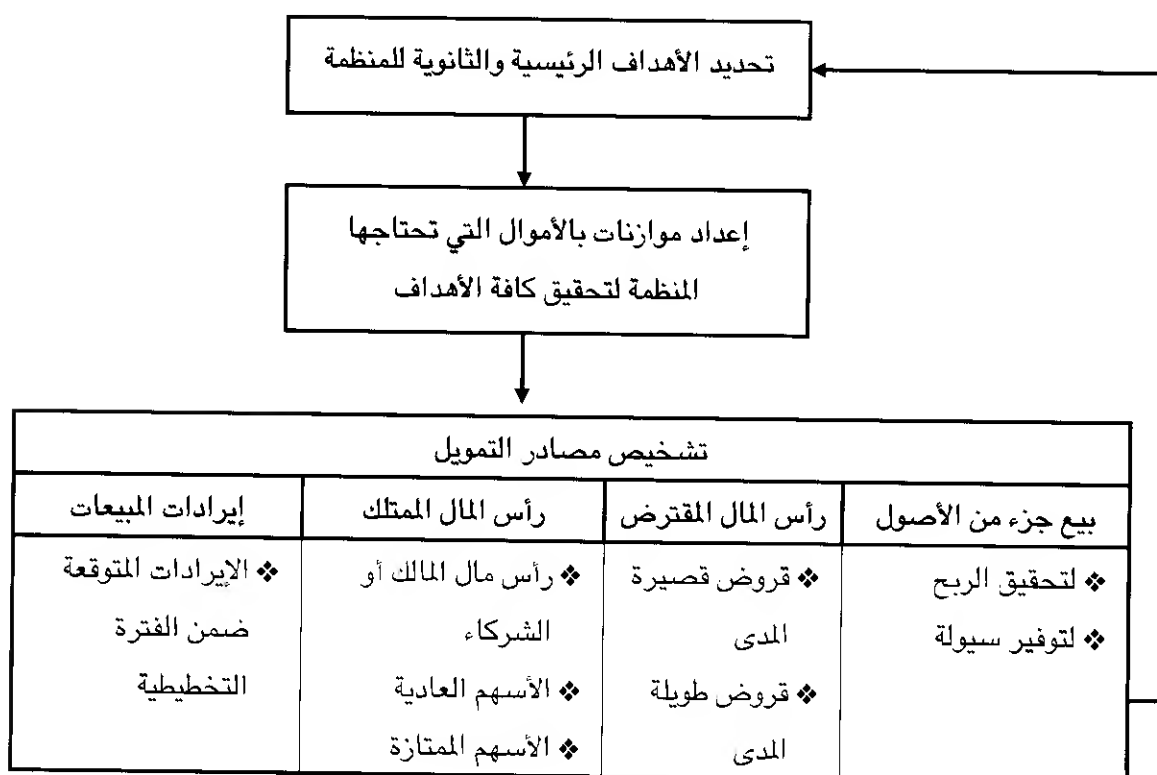 تحديد الأهداف الرئيسية والثانوية للمنظمة
إعداد موازنات بالأموال التي تحتاجها
المنظمة لتحقيق كافة الأهداف
تشخيص مصادر التمويل
بيع جزء من الأصول
❖ لتحقيق الربح
❖ لتوفير سيولة
رأس المال المقترض
❖ قروض قصيرة
المدى
❖ قروض طويلة
المدى
رأس المال الممتلك
❖ رأس مال المالك أو
الشركاء
❖ الأسهم العادية
❖ الأسهم الممتازة
إيرادات المبيعات
❖ الإيرادات المتوقعة
ضمن الفترة
التخطيطية